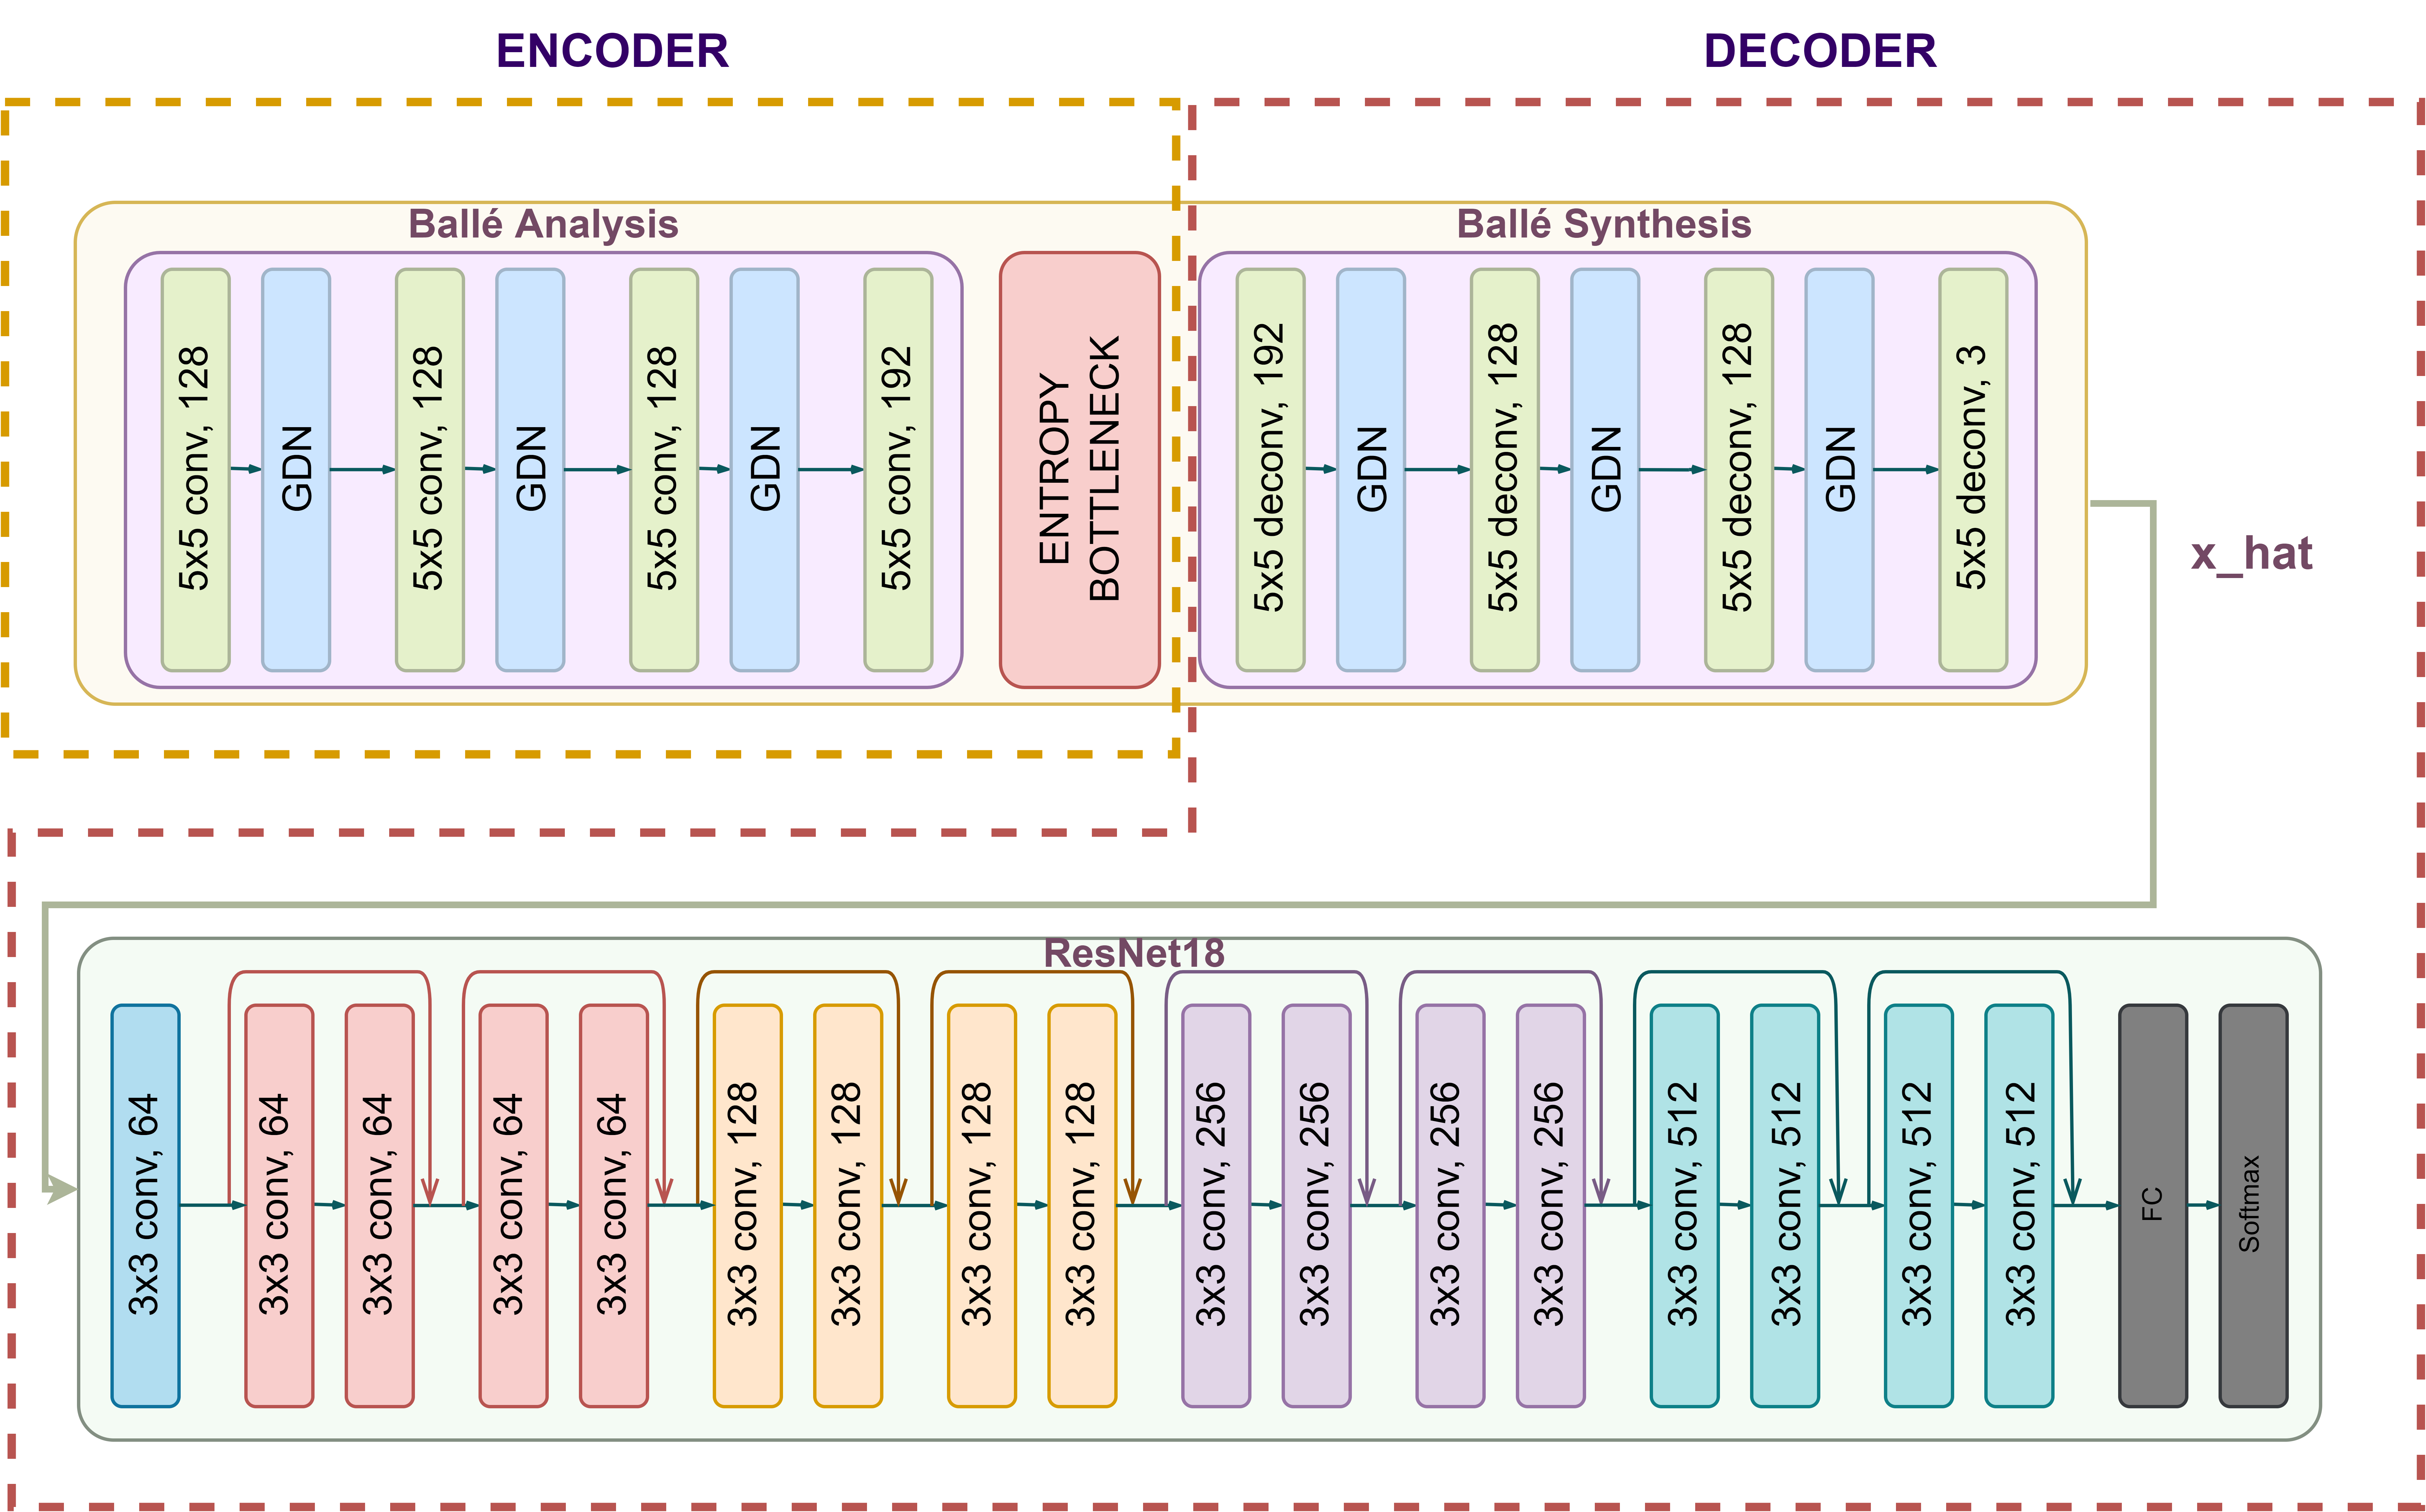 ENCODER
DECODER
Ballé Analysis
Ballé Synthesis
5x5 conv, 128
GDN
5x5 conv, 128
GDN
5x5 conv, 128
GDN
5x5 conv, 192
ENTROPY
BOTTLENECK
5x5 deconv, 192
GDN
5x5 deconv, 128
GDN
5x5 deconv, 128
GDN
5x5 deconv, 3
x_hat
ResNet18
3x3 conv, 64
3x3 conv, 64
3x3 conv, 64
3x3 conv, 64
3x3 conv, 64
3x3 conv, 128
3x3 conv, 128
3x3 conv, 128
3x3 conv, 128
3x3 conv, 256
3x3 conv, 256
3x3 conv, 256
3x3 conv, 256
3x3 conv, 512
3x3 conv, 512
3x3 conv, 512
3x3 conv, 512
FC
Softmax